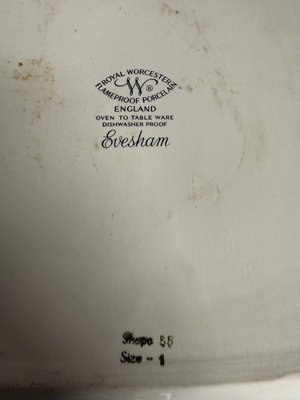 ROYAL WORCESTER
W ®
FLAMEPROOF PORCELAIN
ENGLAND
OVEN TO TABLE WARE
DISHWASHER PROOF
Evesham
Shape 55
Size - 1